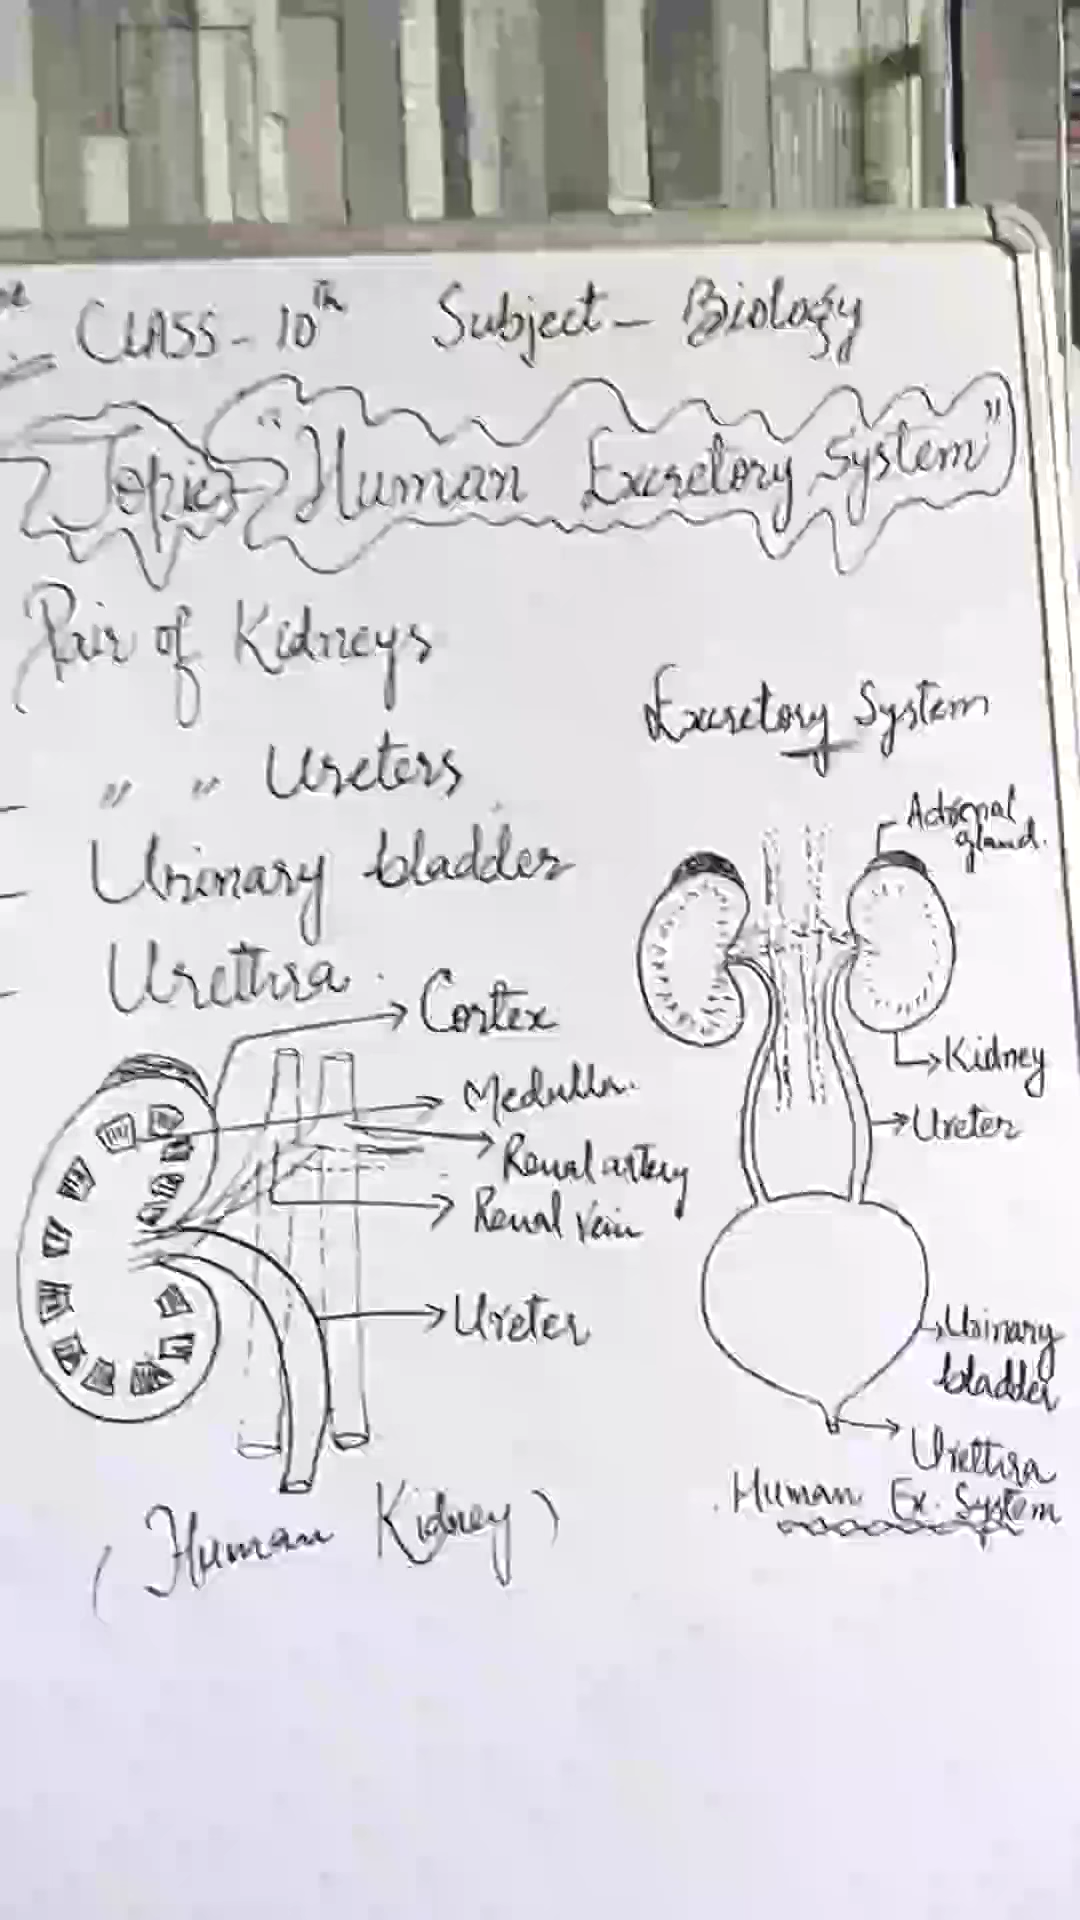 CLASS - 10th Subject - Biology
Topic "Human Excretory System"
Pair of Kidneys
" " Ureters
Urinary bladder
Urethra
Excretory System
Adrenal
gland.
Kidney
Ureter
Urinary
bladder
Urethra
Human Ex. System
Cortex
Medulla
Renal artery
Renal vein
Ureter
(Human Kidney)